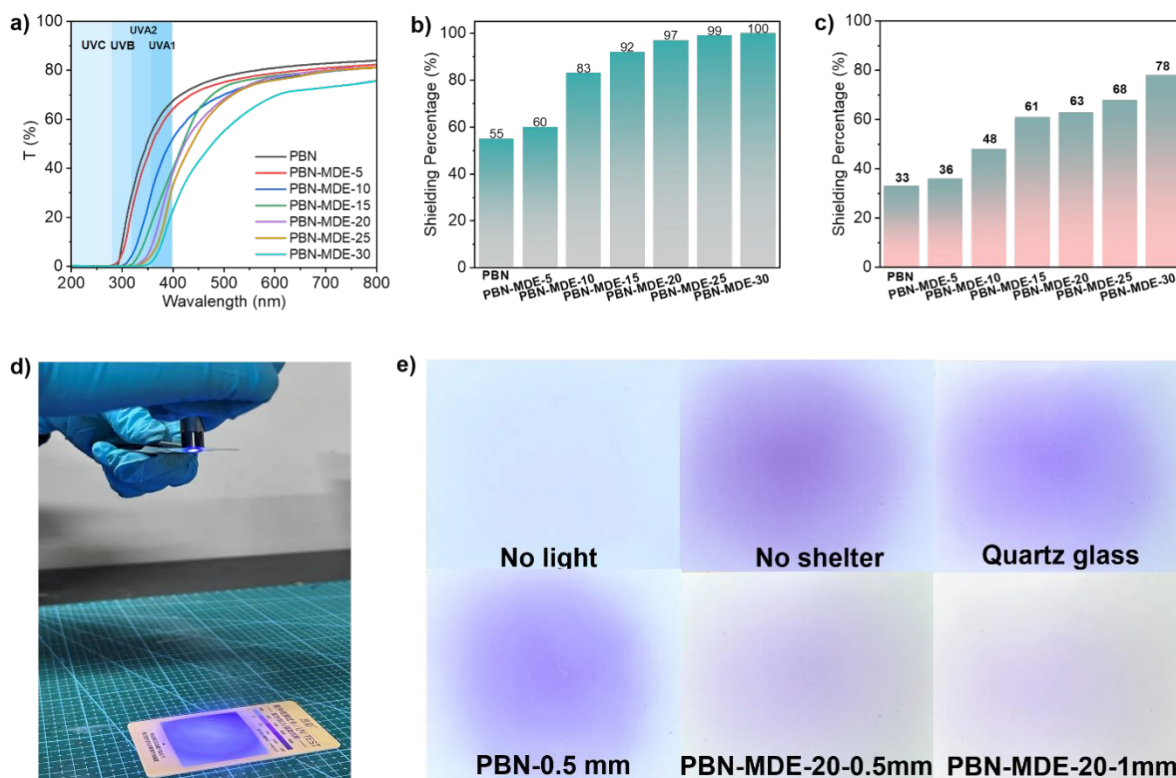 a)
100
80
60
40
20
0
T (%)
UVC
UVB
UVA2
UVA1
PBN
PBN-MDE-5
PBN-MDE-10
PBN-MDE-15
PBN-MDE-20
PBN-MDE-25
PBN-MDE-30
200 300 400 500 600 700 800
Wavelength (nm)
b)
100
80
60
40
20
0
Shielding Percentage (%)
55 60 83 92 97 99 100
PBN PBN-MDE-5 PBN-MDE-10 PBN-MDE-15 PBN-MDE-20 PBN-MDE-25 PBN-MDE-30
c)
100
80
60
40
20
0
Shielding Percentage (%)
33 36 48 61 63 68 78
PBN PBN-MDE-5 PBN-MDE-10 PBN-MDE-15 PBN-MDE-20 PBN-MDE-25 PBN-MDE-30
d)
e)
No light
No shelter
Quartz glass
PBN-0.5 mm
PBN-MDE-20-0.5mm
PBN-MDE-20-1mm